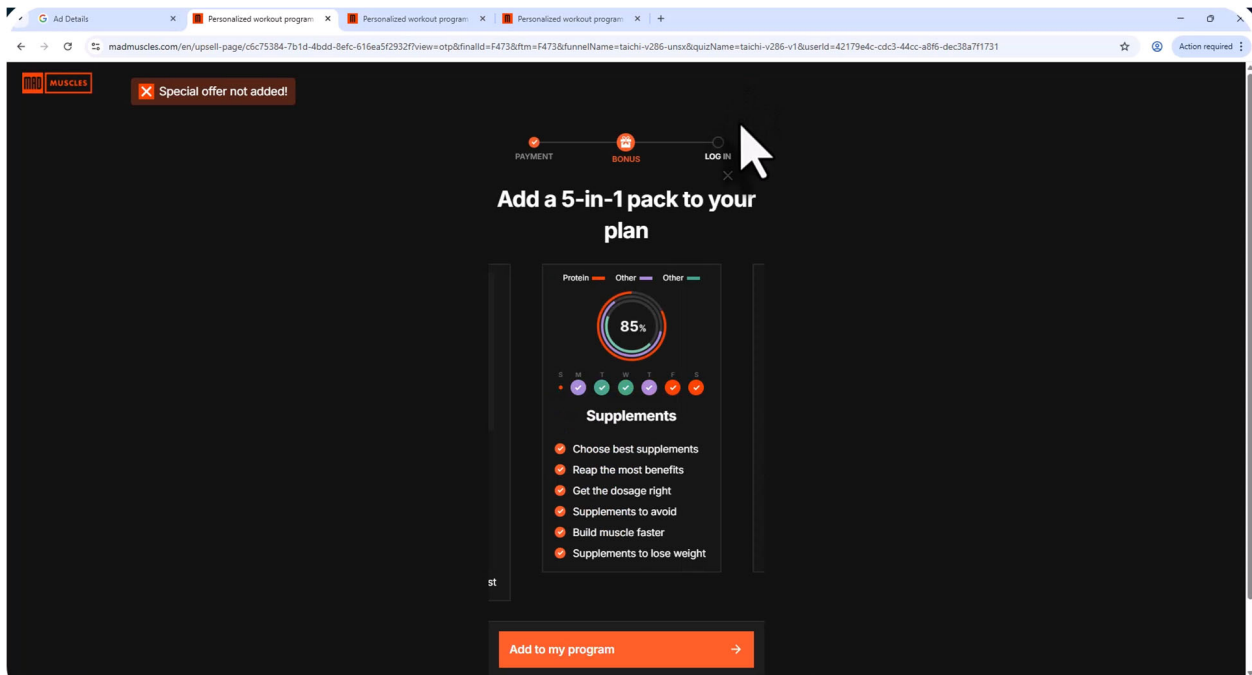 Ad Details
Personalized workout program
Personalized workout program
Personalized workout program
madmuscles.com/en/upsell-page/c6c75384-7b1d-4bdd-8efc-616ea5f2932f?view=otp&finalId=F473&ftm=F473&funnelName=taichi-v286-unsx&quizName=taichi-v286-v1&userId=42179e4c-cdc3-44cc-a8f6-dec38a7f1731
Action required
MAD MUSCLES
Special offer not added!
PAYMENT BONUS LOG IN
Add a 5-in-1 pack to your
plan
Protein Other Other
85%
S M T W T F S
Supplements
Choose best supplements
Reap the most benefits
Get the dosage right
Supplements to avoid
Build muscle faster
Supplements to lose weight
st
Add to my program